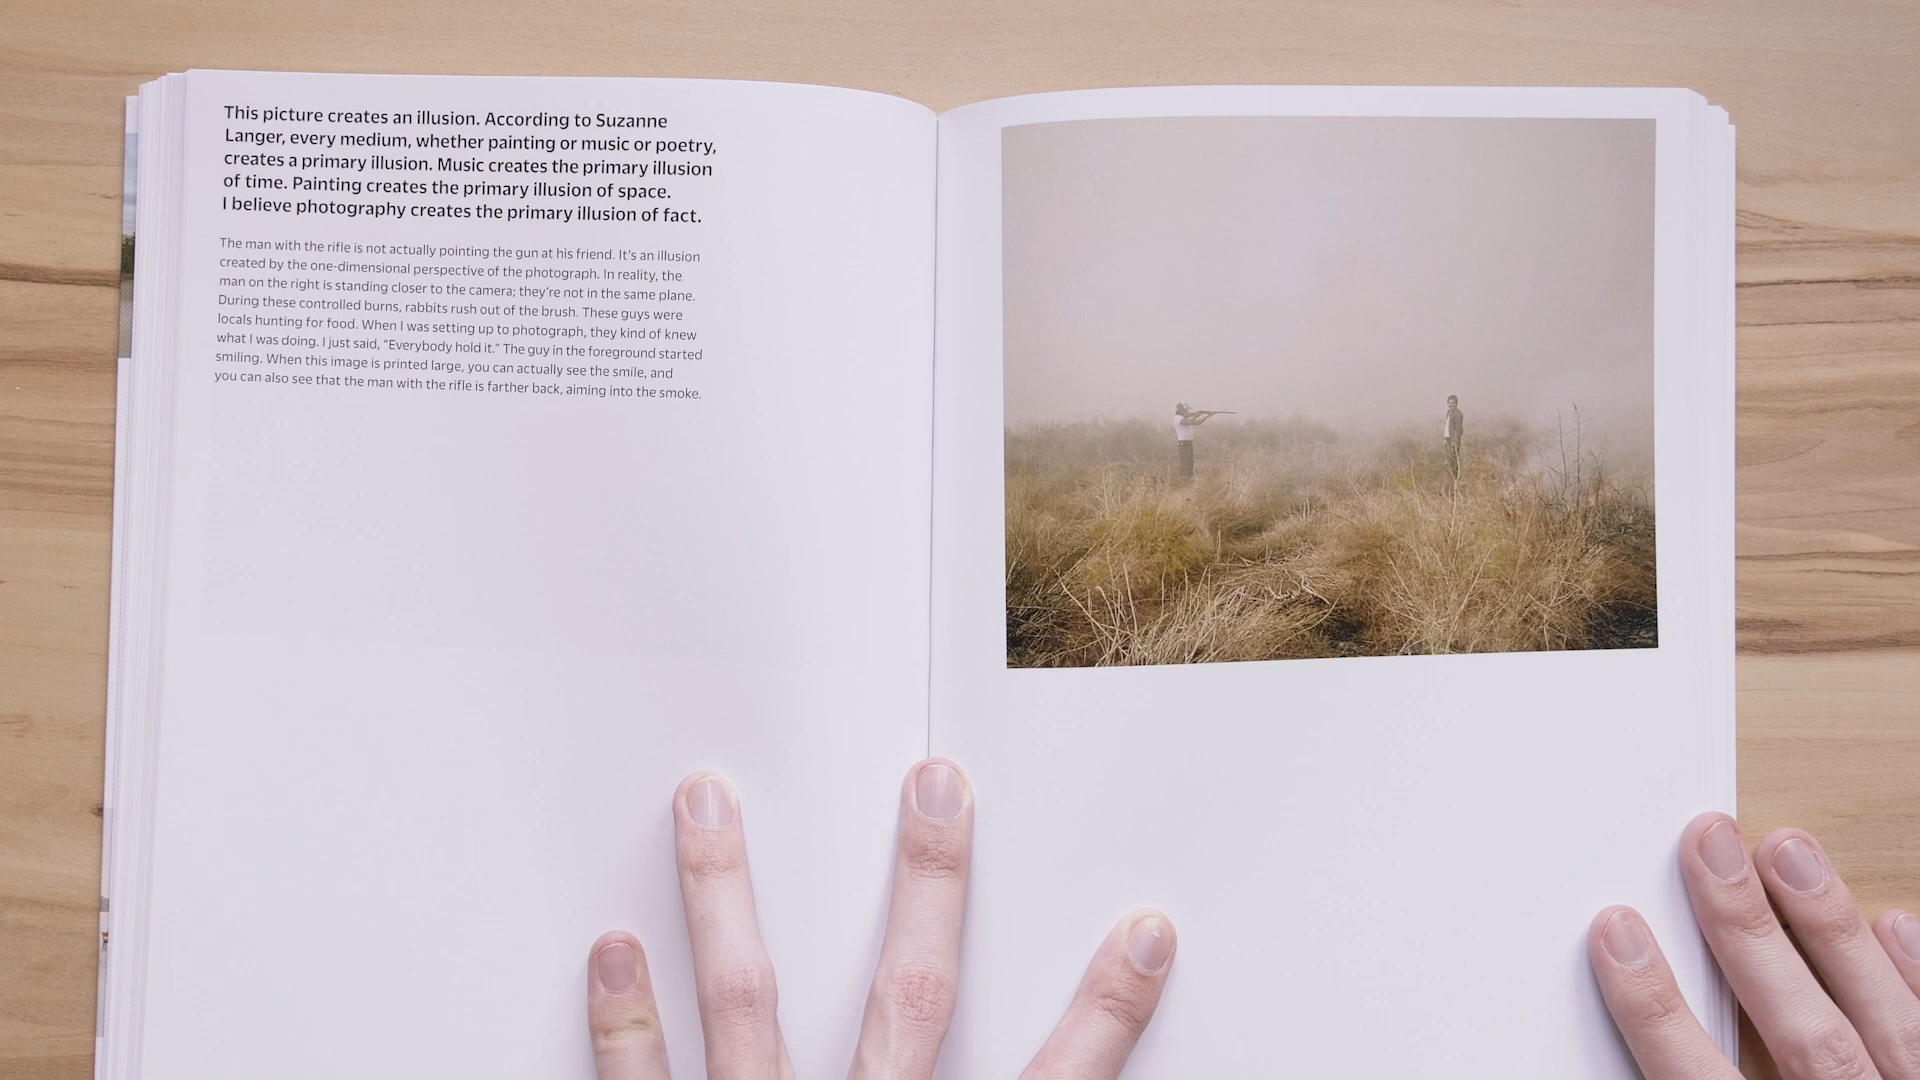 This picture creates an illusion. According to Suzanne
Langer, every medium, whether painting or music or poetry,
creates a primary illusion. Music creates the primary illusion
of time. Painting creates the primary illusion of space.
I believe photography creates the primary illusion of fact.
The man with the rifle is not actually pointing the gun at his friend. It's an illusion
created by the one-dimensional perspective of the photograph. In reality, the
man on the right is standing closer to the camera; they're not in the same plane.
During these controlled burns, rabbits rush out of the brush. These guys were
locals hunting for food. When I was setting up to photograph, they kind of knew
what I was doing. I just said, “Everybody hold it.” The guy in the foreground started
smiling. When this image is printed large, you can actually see the smile, and
you can also see that the man with the rifle is farther back, aiming into the smoke.